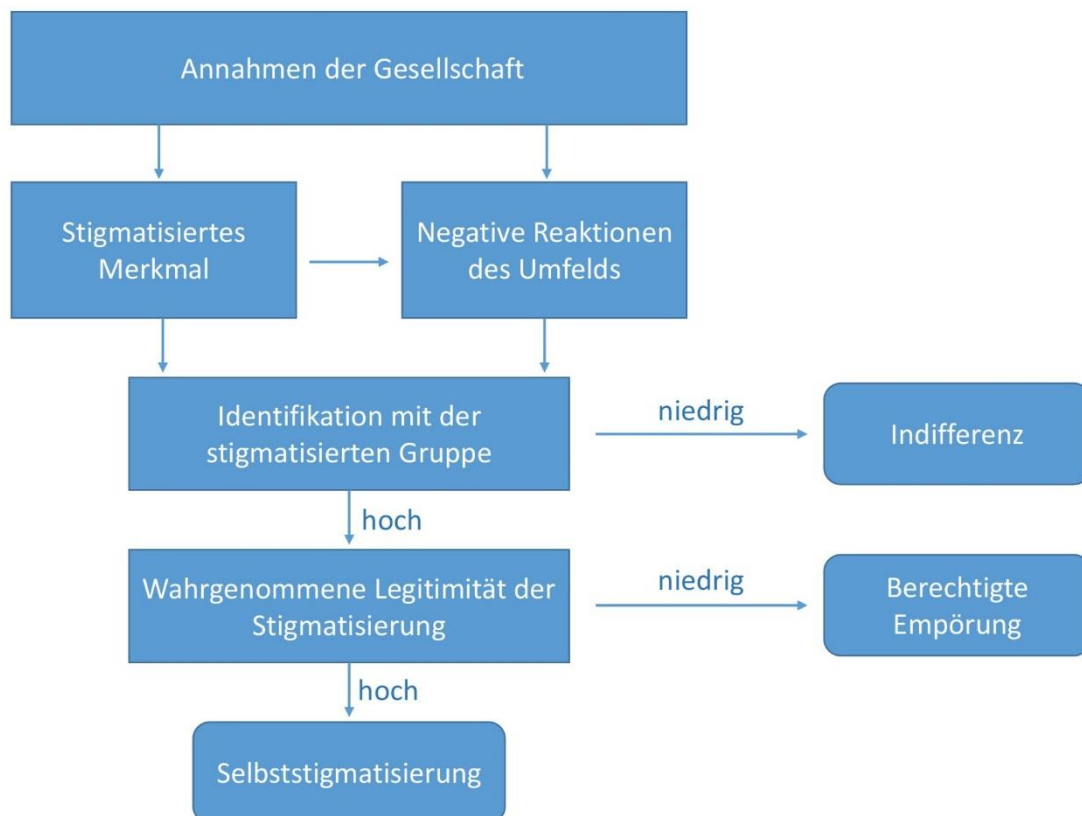 Annahmen der Gesellschaft
Stigmatisiertes
Merkmal
Negative Reaktionen
des Umfelds
Identifikation mit der
stigmatisierten Gruppe
niedrig
Indifferenz
hoch
Wahrgenommene Legitimität der
Stigmatisierung
niedrig
Berechtigte
Empörung
hoch
Selbststigmatisierung